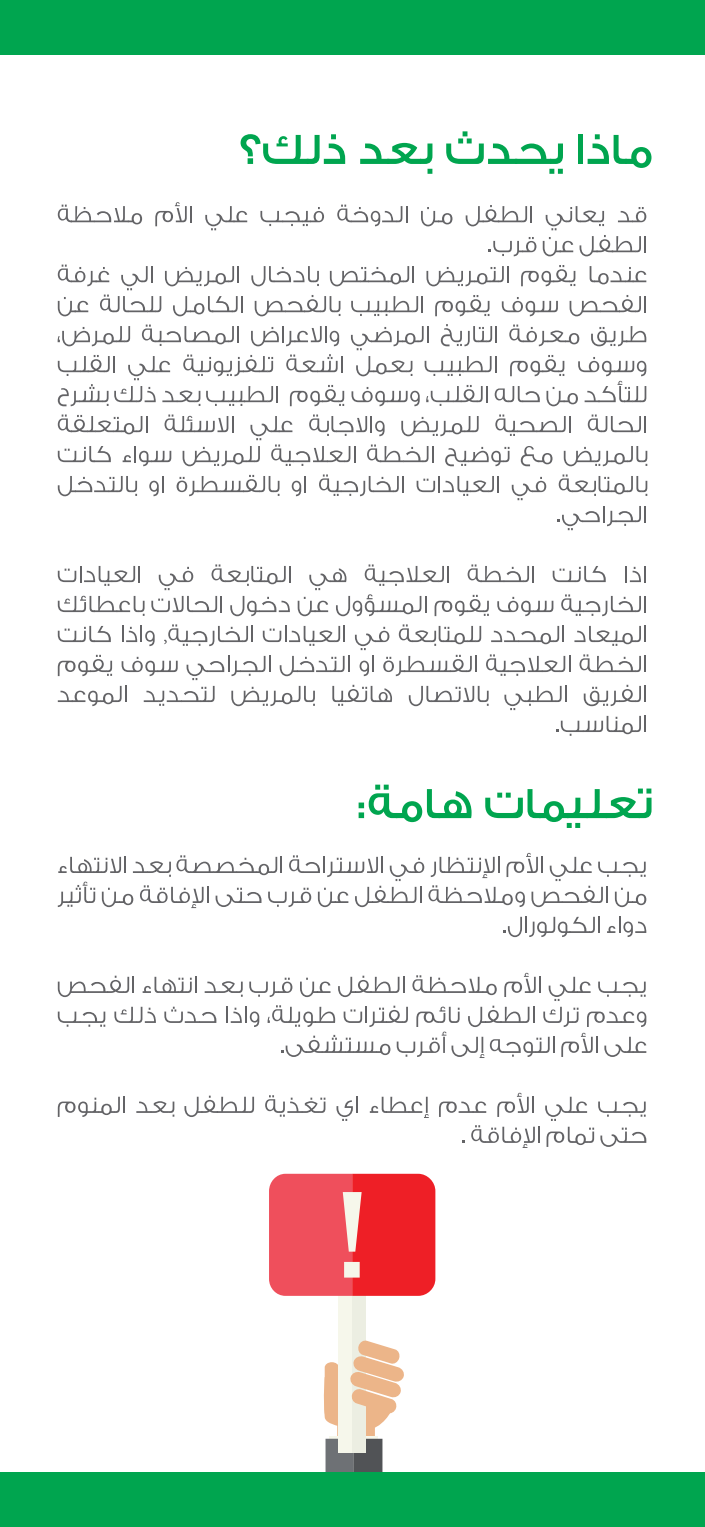 ماذا يحدث بعد ذلك؟
قد يعاني الطفل من الدوخة فيجب علي الأم ملاحظة
الطفل عن قرب.
عندما يقوم التمريض المختص بادخال المريض الي غرفة
الفحص سوف يقوم الطبيب بالفحص الكامل للحالة عن
طريق معرفة التاريخ المرضي والاعراض المصاحبة للمرض،
وسوف يقوم الطبيب بعمل اشعة تلفزيونية علي القلب
للتأكد من حاله القلب، وسوف يقوم الطبيب بعد ذلك بشرح
الحالة الصحية للمريض والاجابة علي الاسئلة المتعلقة
بالمريض مع توضيح الخطة العلاجية للمريض سواء كانت
بالمتابعة في العيادات الخارجية او بالقسطرة او بالتدخل
الجراحي.
اذا كانت الخطة العلاجية هي المتابعة في العيادات
الخارجية سوف يقوم المسؤول عن دخول الحالات باعطائك
الميعاد المحدد للمتابعة في العيادات الخارجية, واذا كانت
الخطة العلاجية القسطرة او التدخل الجراحي سوف يقوم
الفريق الطبي بالاتصال هاتفيا بالمريض لتحديد الموعد
المناسب.
تعليمات هامة:
يجب علي الأم الإنتظار في الاستراحة المخصصة بعد الانتهاء
من الفحص وملاحظة الطفل عن قرب حتى الإفاقة من تأثير
دواء الكولورال.
يجب علي الأم ملاحظة الطفل عن قرب بعد انتهاء الفحص
وعدم ترك الطفل نائم لفترات طويلة، واذا حدث ذلك يجب
على الأم التوجه إلى أقرب مستشفى.
يجب علي الأم عدم إعطاء اي تغذية للطفل بعد المنوم
حتى تمام الإفاقة .
!